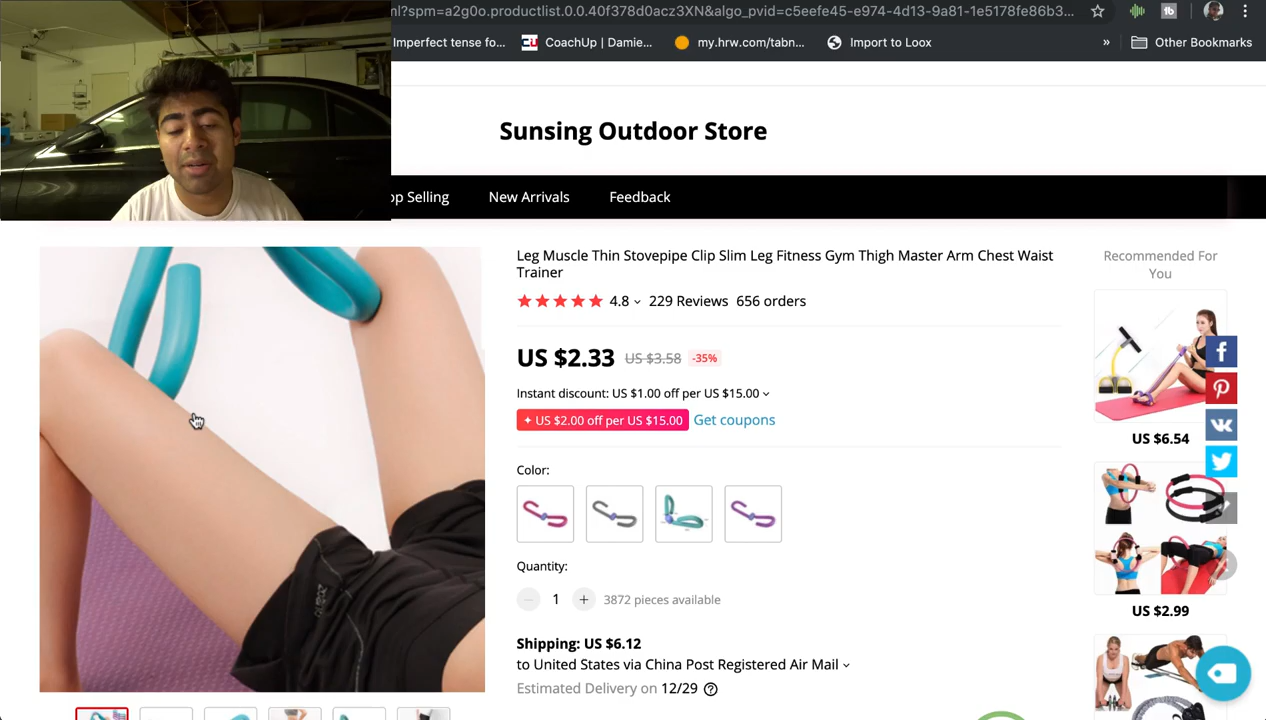 ml?spm=a2g0o.productlist.0.0.40f378d0acz3XN&algo_pvid=c5eefe45-e974-4d13-9a81-1e5178fe86b3...
Imperfect tense fo...
CU
CoachUp | Damie...
my.hrw.com/tabn...
Import to Loox
»
Other Bookmarks
Sunsing Outdoor Store
op Selling
New Arrivals
Feedback
Leg Muscle Thin Stovepipe Clip Slim Leg Fitness Gym Thigh Master Arm Chest Waist
Trainer
4.8
229 Reviews
656 orders
US $2.33
US $3.58
-35%
Instant discount: US $1.00 off per US $15.00
US $2.00 off per US $15.00
Get coupons
Color:
Quantity:
1
3872 pieces available
Shipping: US $6.12
to United States via China Post Registered Air Mail
Estimated Delivery on 12/29
Recommended For
You
US $6.54
US $2.99